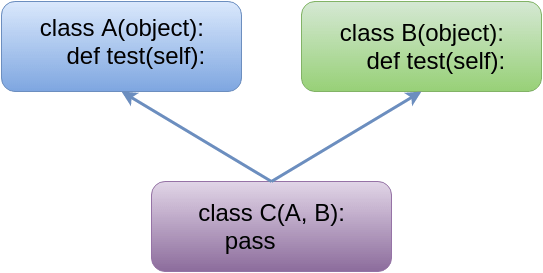 class A(object):
def test(self):
class B(object):
def test(self):
class C(A, B):
pass